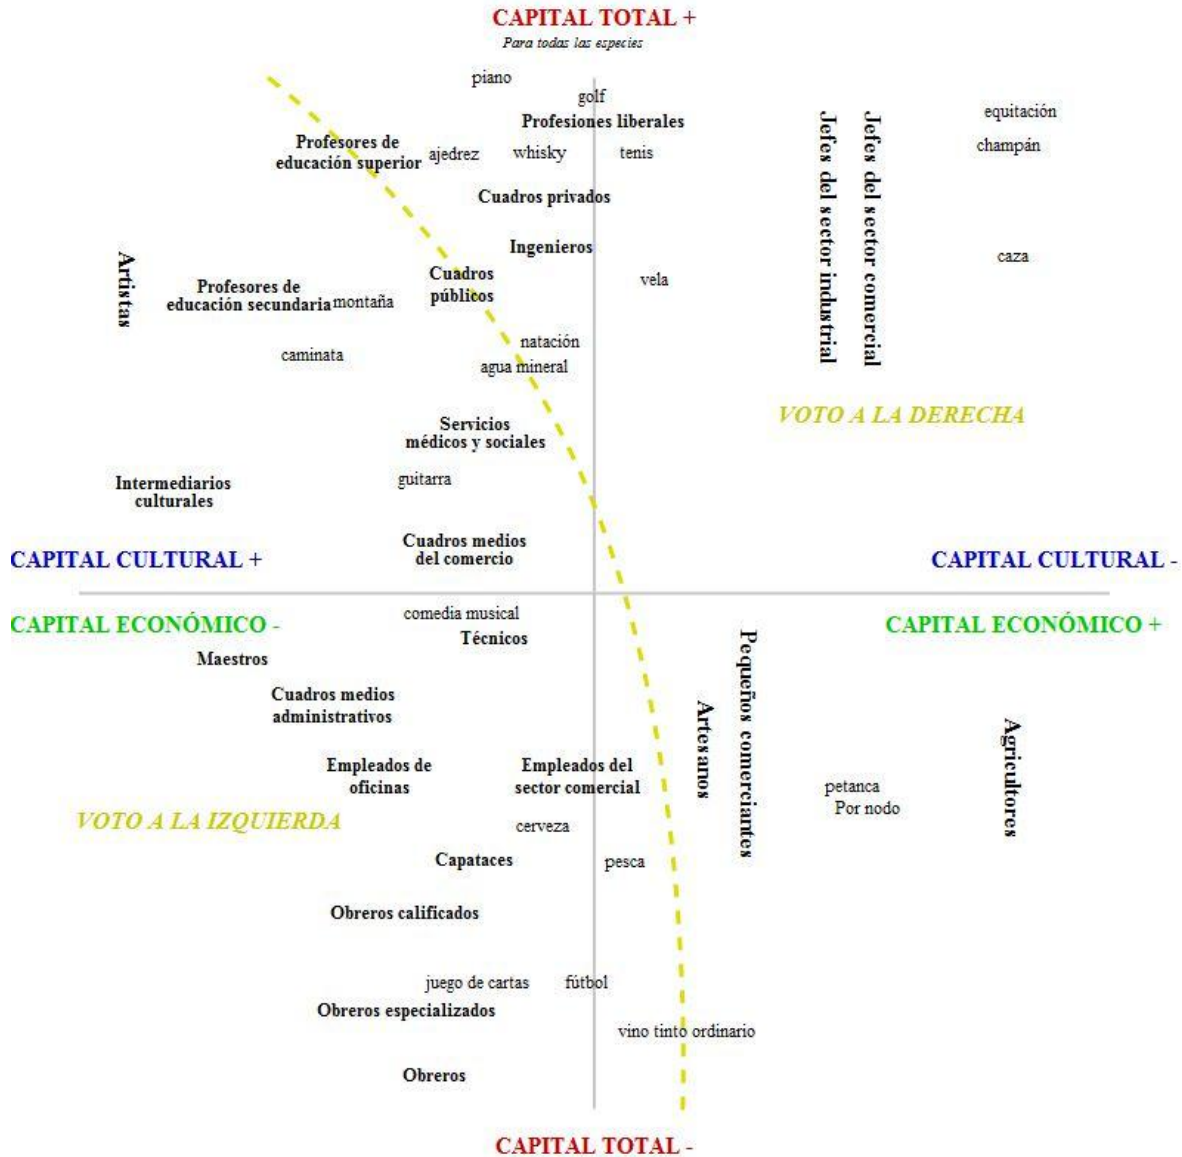 CAPITAL TOTAL +
Para todas las especies
piano
golf
equitación
Profesiones liberales
Profesores de
educación superior
ajedrez
whisky
tenis
champán
Jefes del sector industrial
Jefes del sector comercial
Cuadros privados
Ingenieros
caza
Artistas
Cuadros
públicos
vela
Profesores de
educación secundaria
montaña
natación
caminata
agua mineral
VOTO A LA DERECHA
Servicios
médicos y sociales
guitarra
Intermediarios
culturales
Cuadros medios
del comercio
CAPITAL CULTURAL +
CAPITAL CULTURAL -
comedia musical
CAPITAL ECONÓMICO -
CAPITAL ECONÓMICO +
Técnicos
Maestros
Pequeños comerciantes
Cuadros medios
administrativos
Artesanos
Agricultores
Empleados de
oficinas
Empleados del
sector comercial
petanca
Por nodo
VOTO A LA IZQUIERDA
cerveza
Capataces
pesca
Obreros calificados
juego de cartas
fútbol
Obreros especializados
vino tinto ordinario
Obreros
CAPITAL TOTAL -